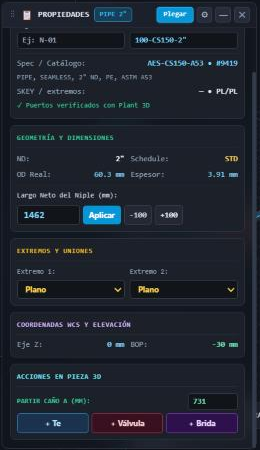 PROPIEDADES PIPE 2" Plegar
Ej: N-01 100-CS150-2"
Spec / Catálogo: AES-CS150-A53 • #9419
PIPE, SEAMLESS, 2" ND, PE, ASTM A53
SKEY / extremos: — • PL/PL
✓ Puertos verificados con Plant 3D
GEOMETRÍA Y DIMENSIONES
ND: 2" Schedule: STD
OD Real: 60.3 mm Espesor: 3.91 mm
Largo Neto del Niple (mm):
1462 Aplicar -100 +100
EXTREMOS Y UNIONES
Extremo 1: Extremo 2:
Plano Plano
COORDENADAS WCS Y ELEVACIÓN
Eje Z: 0 mm BOP: -30 mm
ACCIONES EN PIEZA 3D
PARTIR CAÑO A (MM): 731
+ Te + Válvula + Brida